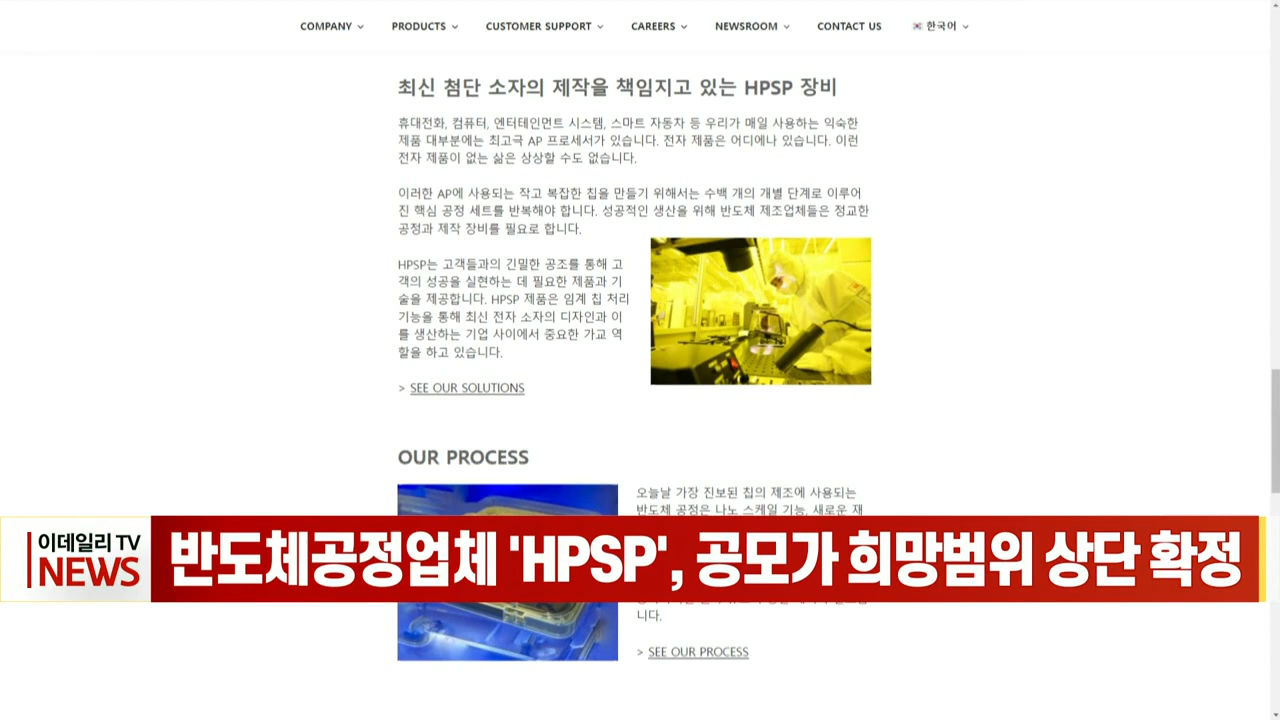 COMPANY PRODUCTS CUSTOMER SUPPORT CAREERS NEWSROOM CONTACT US 한국어
최신 첨단 소자의 제작을 책임지고 있는 HPSP 장비
휴대전화, 컴퓨터, 엔터테인먼트 시스템, 스마트 자동차 등 우리가 매일 사용하는 익숙한
제품 대부분에는 최고극 AP 프로세서가 있습니다. 전자 제품은 어디에나 있습니다. 이런
전자 제품이 없는 삶은 상상할 수도 없습니다.
이러한 AP에 사용되는 작고 복잡한 칩을 만들기 위해서는 수백 개의 개별 단계로 이루어
진 핵심 공정 세트를 반복해야 합니다. 성공적인 생산을 위해 반도체 제조업체들은 정교한
공정과 제작 장비를 필요로 합니다.
HPSP는 고객들과의 긴밀한 공조를 통해 고
객의 성공을 실현하는 데 필요한 제품과 기
술을 제공합니다. HPSP 제품은 임계 칩 처리
기능을 통해 최신 전자 소자의 디자인과 이
를 생산하는 기업 사이에서 중요한 가교 역
할을 하고 있습니다.
> SEE OUR SOLUTIONS
OUR PROCESS
오늘날 가장 진보된 칩의 제조에 사용되는
반도체 공정은 나노 스케일 기능, 새로운 재
이데일리 TV
NEWS
반도체공정업체 'HPSP', 공모가 희망범위 상단 확정
니다.
> SEE OUR PROCESS